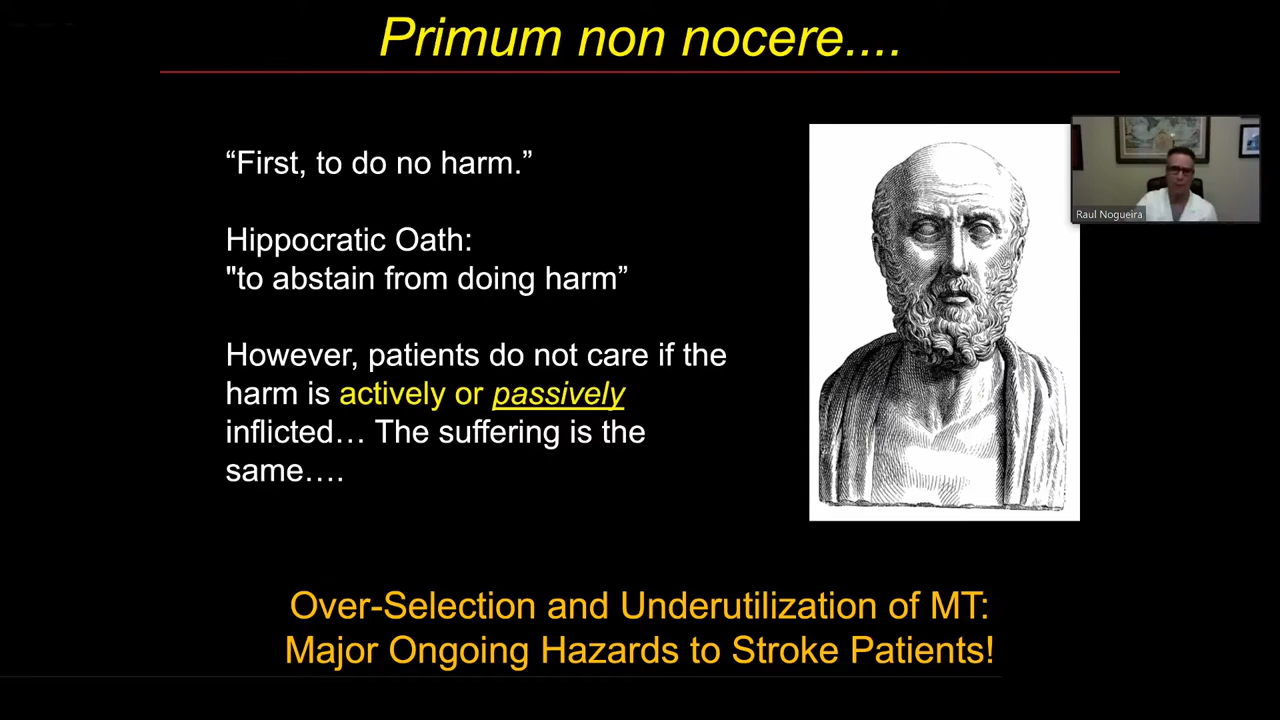 Primum non nocere....
“First, to do no harm.”
Hippocratic Oath:
"to abstain from doing harm”
However, patients do not care if the
harm is actively or passively
inflicted… The suffering is the
same….
Raul Nogueira
Over-Selection and Underutilization of MT:
Major Ongoing Hazards to Stroke Patients!